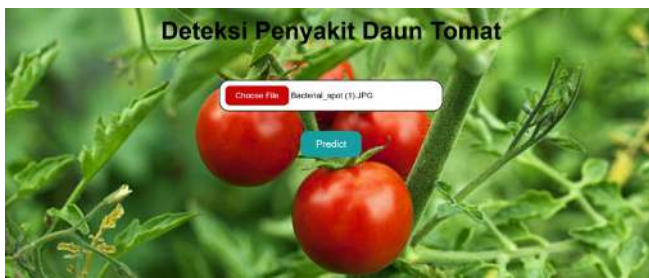 Deteksi Penyakit Daun Tomat
Choose File Bacterial_spot (1).JPG
Predict